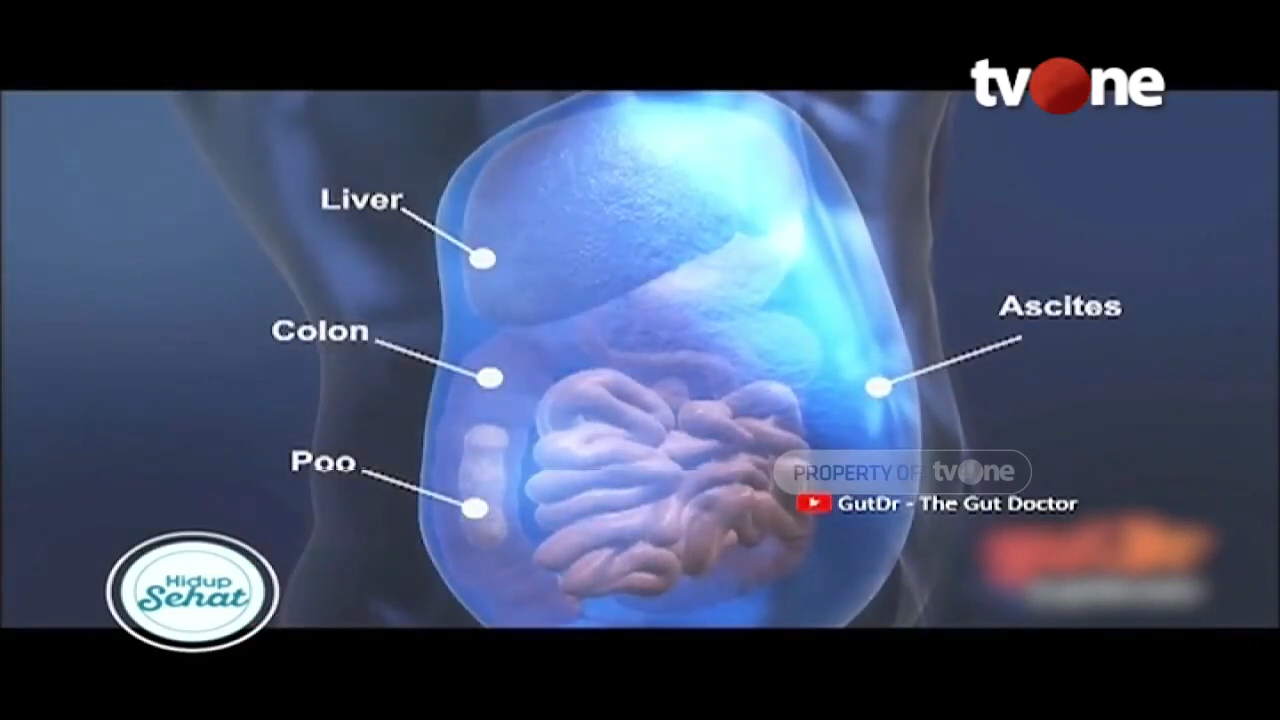 tvOne
Liver
Ascites
Colon
Poo
PROPERTY OF tvOne
GutDr - The Gut Doctor
Hidup
Sehat